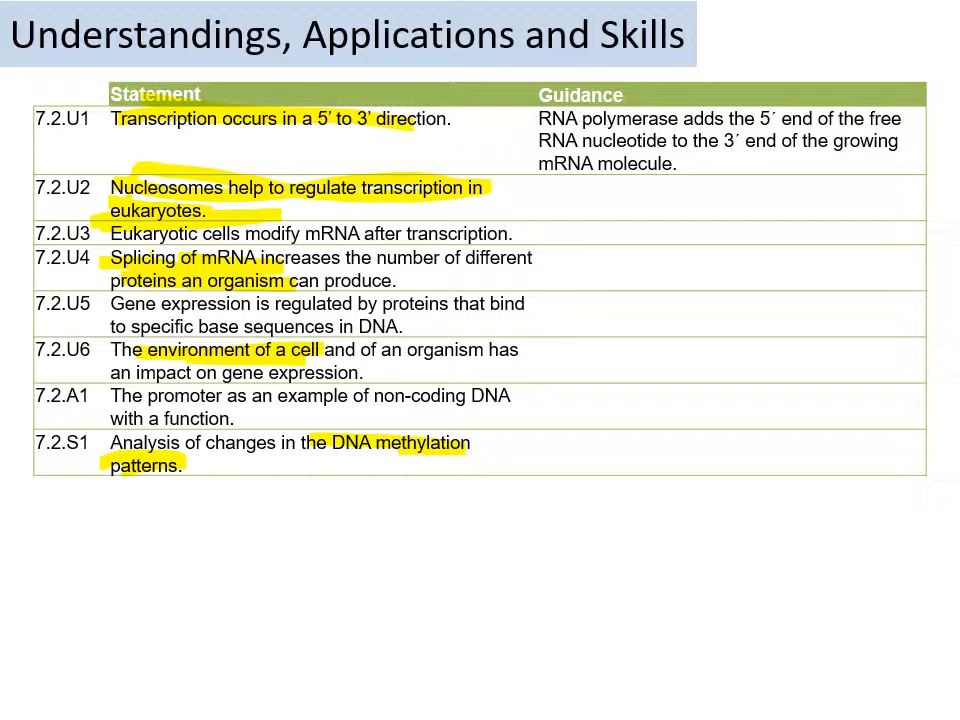 Understandings, Applications and Skills
Statement Guidance
7.2.U1 Transcription occurs in a 5’ to 3’ direction. RNA polymerase adds the 5´ end of the free
RNA nucleotide to the 3´ end of the growing
mRNA molecule.
7.2.U2 Nucleosomes help to regulate transcription in
eukaryotes.
7.2.U3 Eukaryotic cells modify mRNA after transcription.
7.2.U4 Splicing of mRNA increases the number of different
proteins an organism can produce.
7.2.U5 Gene expression is regulated by proteins that bind
to specific base sequences in DNA.
7.2.U6 The environment of a cell and of an organism has
an impact on gene expression.
7.2.A1 The promoter as an example of non-coding DNA
with a function.
7.2.S1 Analysis of changes in the DNA methylation
patterns.